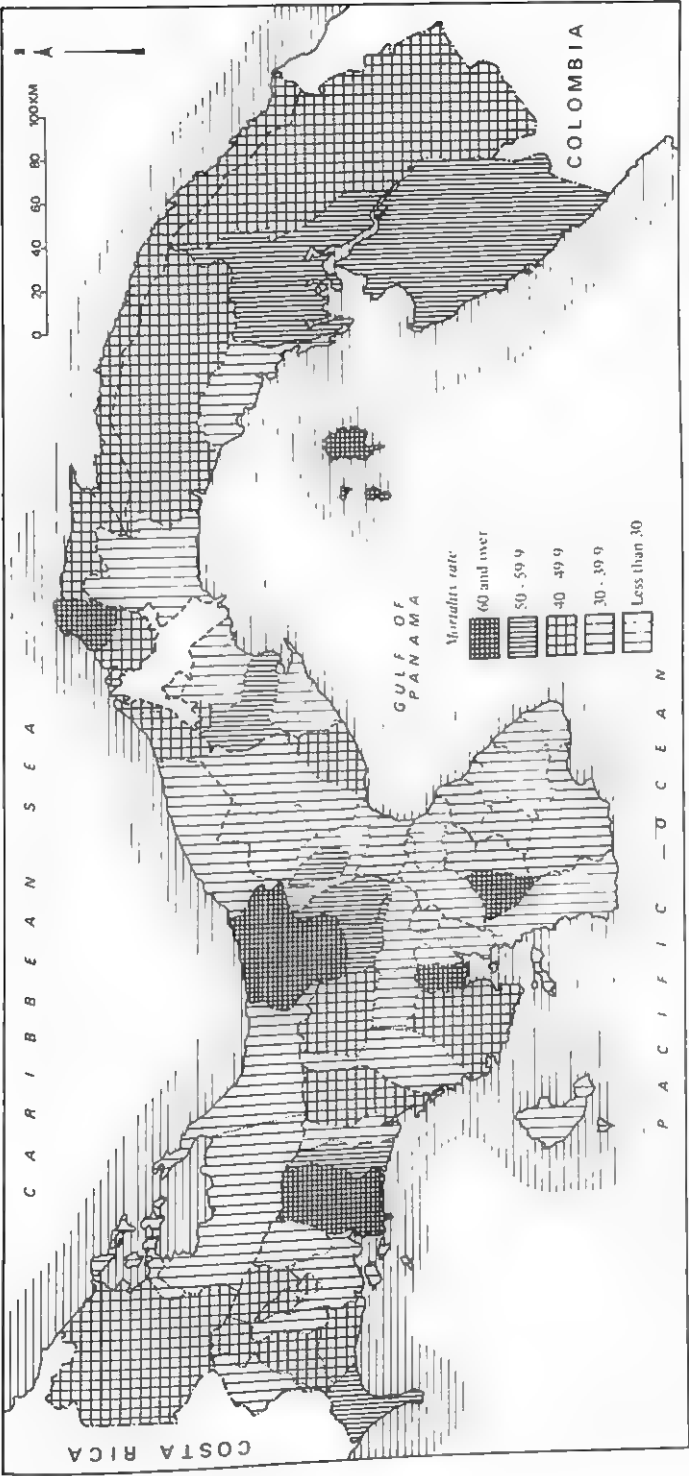 CARIBBEAN SEA
0 20 40 60 80 100KM
COSTA RICA
COLOMBIA
GULF OF
PANAMA
Mortality rate
60 and over
50 - 59 9
40 49 9
30 - 39 9
Less than 30
PACIFIC OCEAN